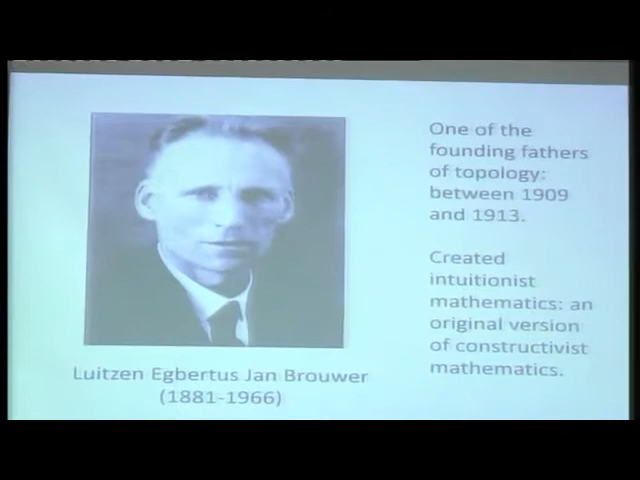 One of the
founding fathers
of topology:
between 1909
and 1913.
Created
intuitionist
mathematics: an
original version
of constructivist
mathematics.
Luitzen Egbertus Jan Brouwer
(1881-1966)